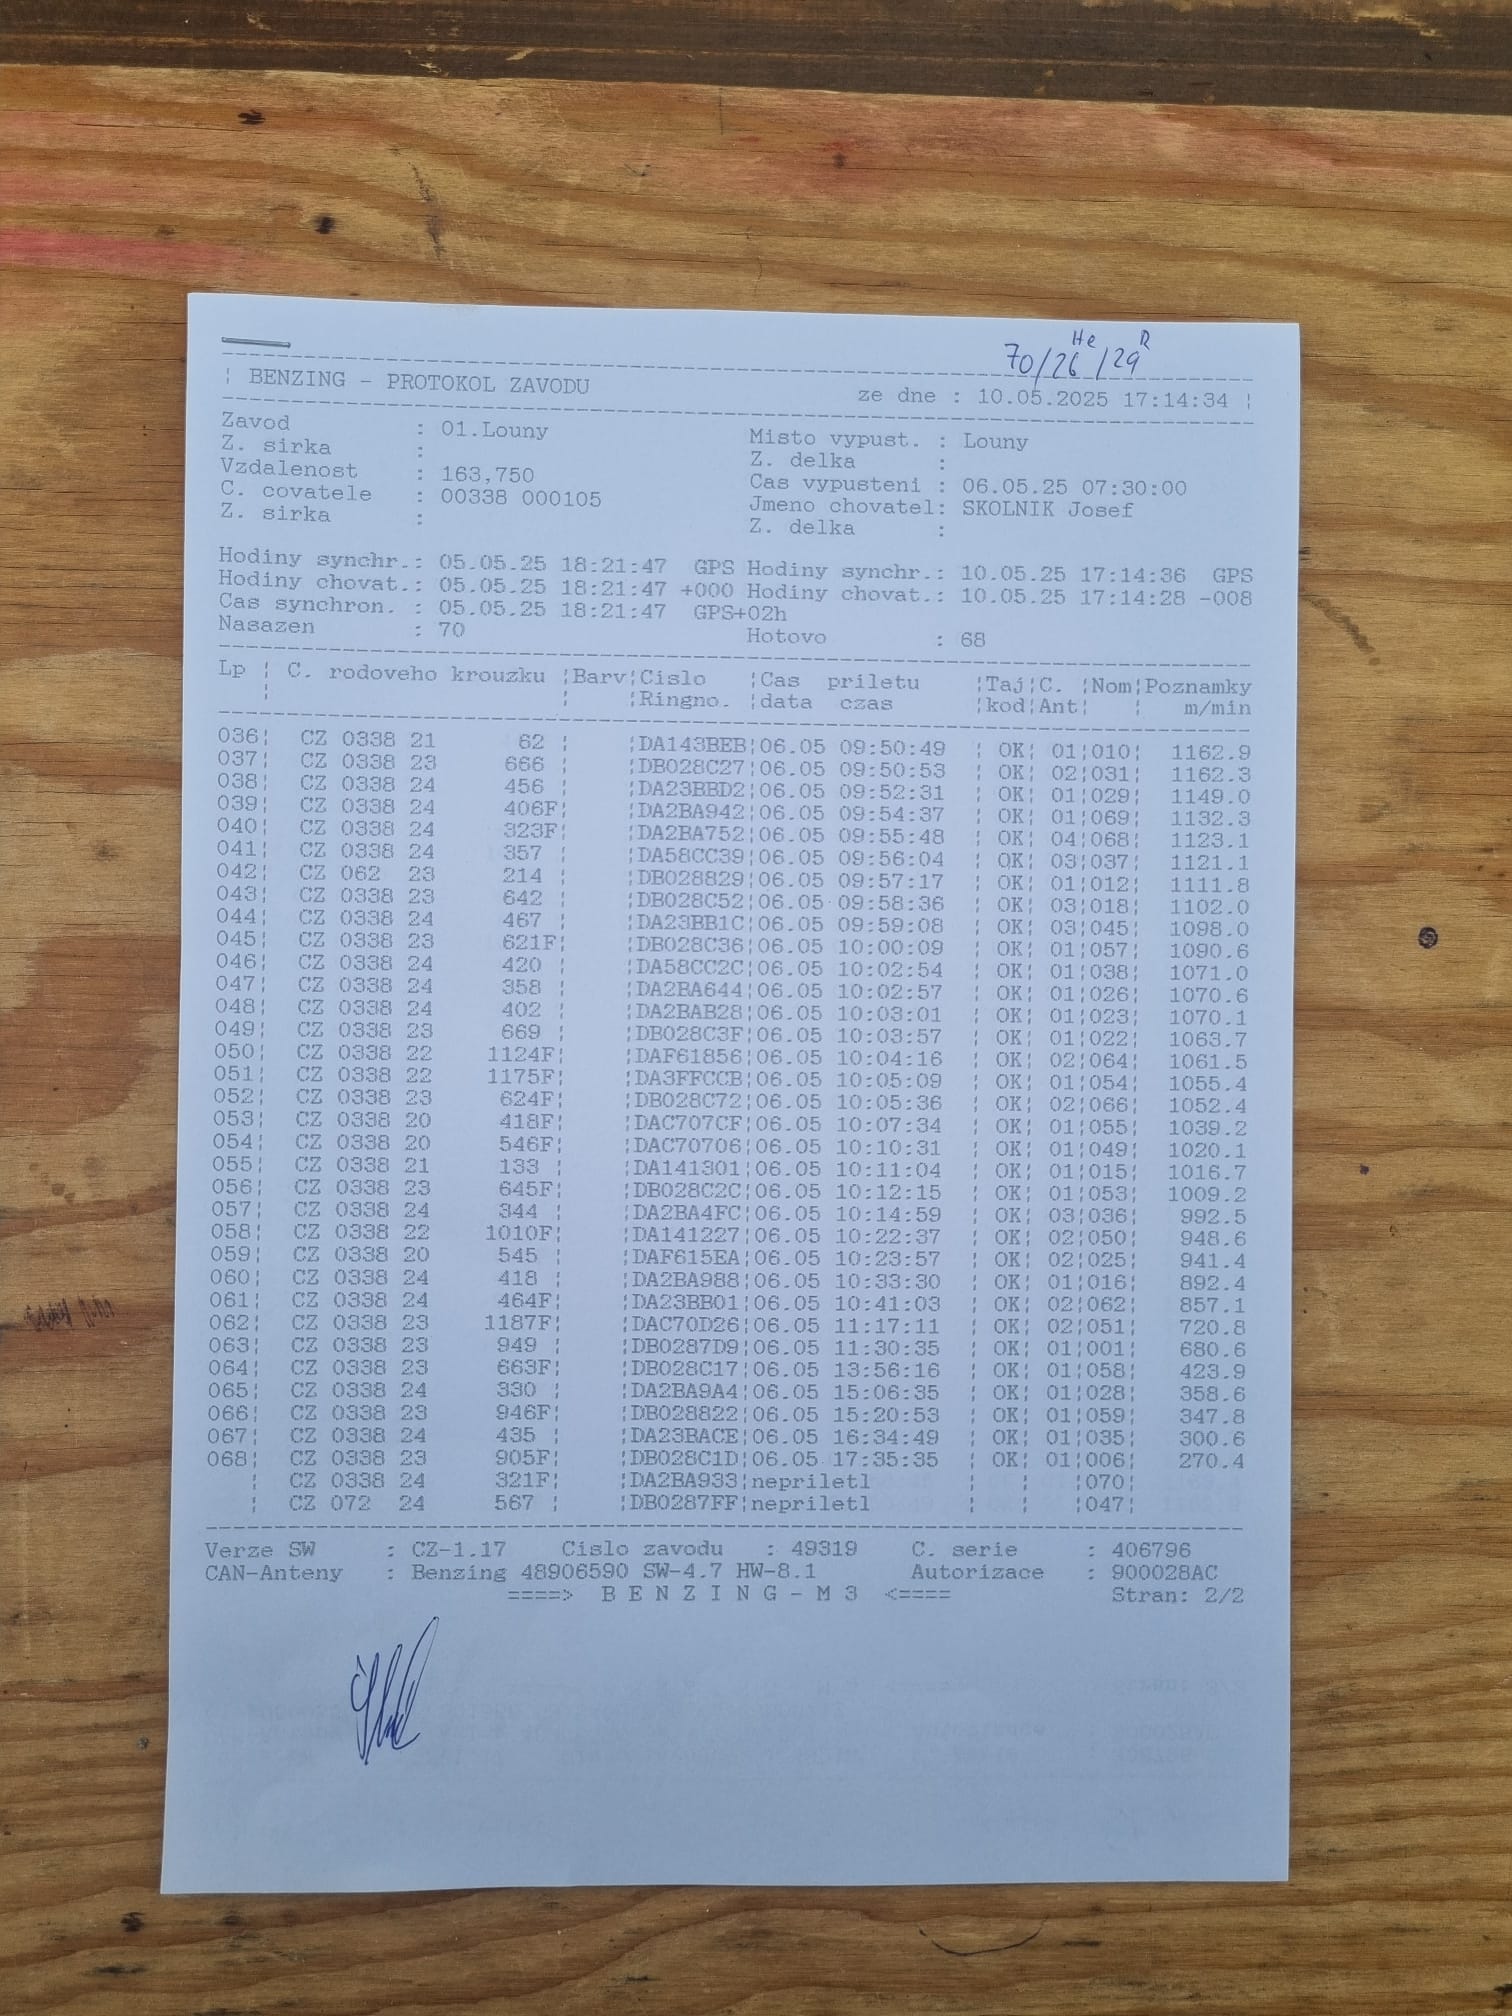 70/26 He/29 R
BENZING - PROTOKOL ZAVODU ze dne : 10.05.2025 17:14:34
Zavod : 01.Louny Misto vypust. : Louny
Z. sirka : Z. delka :
Vzdalenost : 163,750 Cas vypusteni : 06.05.25 07:30:00
C. covatele : 00338 000105 Jmeno chovatel: SKOLNIK Josef
Z. sirka : Z. delka :
Hodiny synchr.: 05.05.25 18:21:47 GPS Hodiny synchr.: 10.05.25 17:14:36 GPS
Hodiny chovat.: 05.05.25 18:21:47 +000 Hodiny chovat.: 10.05.25 17:14:28 -008
Cas synchron. : 05.05.25 18:21:47 GPS+02h
Nasazen : 70 Hotovo : 68
Lp ¦ C. rodoveho krouzku ¦Barv¦Cislo ¦Cas priletu ¦Taj¦C. ¦Nom¦Poznamky
¦ ¦ ¦Ringno. ¦data czas ¦kod¦Ant¦ ¦ m/min
036¦ CZ 0338 21 62 ¦ ¦DA143BEB¦06.05 09:50:49 ¦ OK¦ 01¦010¦ 1162.9
037¦ CZ 0338 23 666 ¦ ¦DB028C27¦06.05 09:50:53 ¦ OK¦ 02¦031¦ 1162.3
038¦ CZ 0338 24 456 ¦ ¦DA23BBD2¦06.05 09:52:31 ¦ OK¦ 01¦029¦ 1149.0
039¦ CZ 0338 24 406F¦ ¦DA2BA942¦06.05 09:54:37 ¦ OK¦ 01¦069¦ 1132.3
040¦ CZ 0338 24 323F¦ ¦DA2BA752¦06.05 09:55:48 ¦ OK¦ 04¦068¦ 1123.1
041¦ CZ 0338 24 357 ¦ ¦DA58CC39¦06.05 09:56:04 ¦ OK¦ 03¦037¦ 1121.1
042¦ CZ 062 23 214 ¦ ¦DB028829¦06.05 09:57:17 ¦ OK¦ 01¦012¦ 1111.8
043¦ CZ 0338 23 642 ¦ ¦DB028C52¦06.05 09:58:36 ¦ OK¦ 03¦018¦ 1102.0
044¦ CZ 0338 24 467 ¦ ¦DA23BB1C¦06.05 09:59:08 ¦ OK¦ 03¦045¦ 1098.0
045¦ CZ 0338 23 621F¦ ¦DB028C36¦06.05 10:00:09 ¦ OK¦ 01¦057¦ 1090.6
046¦ CZ 0338 24 420 ¦ ¦DA58CC2C¦06.05 10:02:54 ¦ OK¦ 01¦038¦ 1071.0
047¦ CZ 0338 24 358 ¦ ¦DA2BA644¦06.05 10:02:57 ¦ OK¦ 01¦026¦ 1070.6
048¦ CZ 0338 24 402 ¦ ¦DA2BAB28¦06.05 10:03:01 ¦ OK¦ 01¦023¦ 1070.1
049¦ CZ 0338 23 669 ¦ ¦DB028C3F¦06.05 10:03:57 ¦ OK¦ 01¦022¦ 1063.7
050¦ CZ 0338 22 1124F¦ ¦DAF61856¦06.05 10:04:16 ¦ OK¦ 02¦064¦ 1061.5
051¦ CZ 0338 22 1175F¦ ¦DA3FFCCB¦06.05 10:05:09 ¦ OK¦ 01¦054¦ 1055.4
052¦ CZ 0338 23 624F¦ ¦DB028C72¦06.05 10:05:36 ¦ OK¦ 02¦066¦ 1052.4
053¦ CZ 0338 20 418F¦ ¦DAC707CF¦06.05 10:07:34 ¦ OK¦ 01¦055¦ 1039.2
054¦ CZ 0338 20 546F¦ ¦DAC70706¦06.05 10:10:31 ¦ OK¦ 01¦049¦ 1020.1
055¦ CZ 0338 21 133 ¦ ¦DA141301¦06.05 10:11:04 ¦ OK¦ 01¦015¦ 1016.7
056¦ CZ 0338 23 645F¦ ¦DB028C2C¦06.05 10:12:15 ¦ OK¦ 01¦053¦ 1009.2
057¦ CZ 0338 24 344 ¦ ¦DA2BA4FC¦06.05 10:14:59 ¦ OK¦ 03¦036¦ 992.5
058¦ CZ 0338 22 1010F¦ ¦DA141227¦06.05 10:22:37 ¦ OK¦ 02¦050¦ 948.6
059¦ CZ 0338 20 545 ¦ ¦DAF615EA¦06.05 10:23:57 ¦ OK¦ 02¦025¦ 941.4
060¦ CZ 0338 24 418 ¦ ¦DA2BA988¦06.05 10:33:30 ¦ OK¦ 01¦016¦ 892.4
061¦ CZ 0338 24 464F¦ ¦DA23BB01¦06.05 10:41:03 ¦ OK¦ 02¦062¦ 857.1
062¦ CZ 0338 23 1187F¦ ¦DAC70D26¦06.05 11:17:11 ¦ OK¦ 02¦051¦ 720.8
063¦ CZ 0338 23 949 ¦ ¦DB0287D9¦06.05 11:30:35 ¦ OK¦ 01¦001¦ 680.6
064¦ CZ 0338 23 663F¦ ¦DB028C17¦06.05 13:56:16 ¦ OK¦ 01¦058¦ 423.9
065¦ CZ 0338 24 330 ¦ ¦DA2BA9A4¦06.05 15:06:35 ¦ OK¦ 01¦028¦ 358.6
066¦ CZ 0338 23 946F¦ ¦DB028822¦06.05 15:20:53 ¦ OK¦ 01¦059¦ 347.8
067¦ CZ 0338 24 435 ¦ ¦DA23BACE¦06.05 16:34:49 ¦ OK¦ 01¦035¦ 300.6
068¦ CZ 0338 23 905F¦ ¦DB028C1D¦06.05 17:35:35 ¦ OK¦ 01¦006¦ 270.4
¦ CZ 0338 24 321F¦ ¦DA2BA933¦nepriletl ¦ ¦ ¦070¦
¦ CZ 072 24 567 ¦ ¦DB0287FF¦nepriletl ¦ ¦ ¦047¦
Verze SW : CZ-1.17 Cislo zavodu : 49319 C. serie : 406796
CAN-Anteny : Benzing 48906590 SW-4.7 HW-8.1 Autorizace : 900028AC
====> B E N Z I N G - M 3 <==== Stran: 2/2